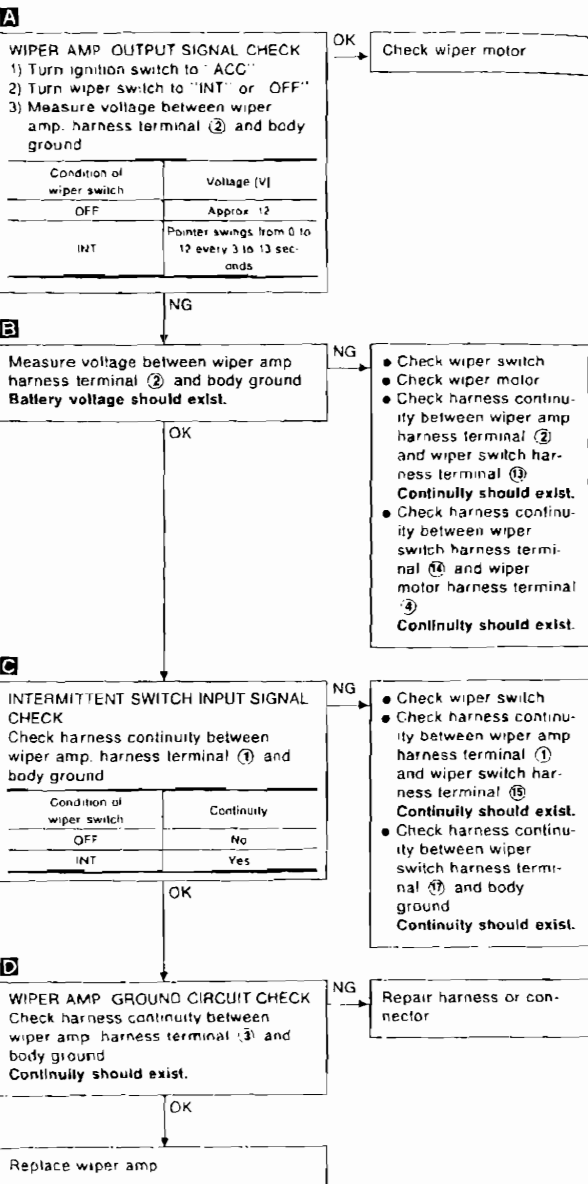 A
WIPER AMP OUTPUT SIGNAL CHECK
1) Turn ignition switch to "ACC"
2) Turn wiper switch to "INT" or "OFF"
3) Measure voltage between wiper
amp. harness terminal ② and body
ground
Condition of
wiper switch
Voltage [V]
OFF
Approx 12
INT
Pointer swings from 0 to
12 every 3 to 13 sec-
onds
OK
Check wiper motor
NG
B
Measure voltage between wiper amp
harness terminal ② and body ground
Battery voltage should exist.
NG
● Check wiper switch
● Check wiper motor
● Check harness continu-
ity between wiper amp
harness terminal ②
and wiper switch har-
ness terminal ⑬
Continuity should exist.
● Check harness continu-
ity between wiper
switch harness termi-
nal ⑭ and wiper
motor harness terminal
④
Continuity should exist.
OK
C
INTERMITTENT SWITCH INPUT SIGNAL
CHECK
Check harness continuity between
wiper amp. harness terminal ① and
body ground
Condition of
wiper switch
Continuity
OFF
No
INT
Yes
NG
● Check wiper switch
● Check harness continu-
ity between wiper amp
harness terminal ①
and wiper switch har-
ness terminal ⑮
Continuity should exist.
● Check harness continu-
ity between wiper
switch harness termi-
nal ⑰ and body
ground
Continuity should exist.
OK
D
WIPER AMP GROUND CIRCUIT CHECK
Check harness continuity between
wiper amp harness terminal ③ and
body ground
Continuity should exist.
NG
Repair harness or con-
nector
OK
Replace wiper amp